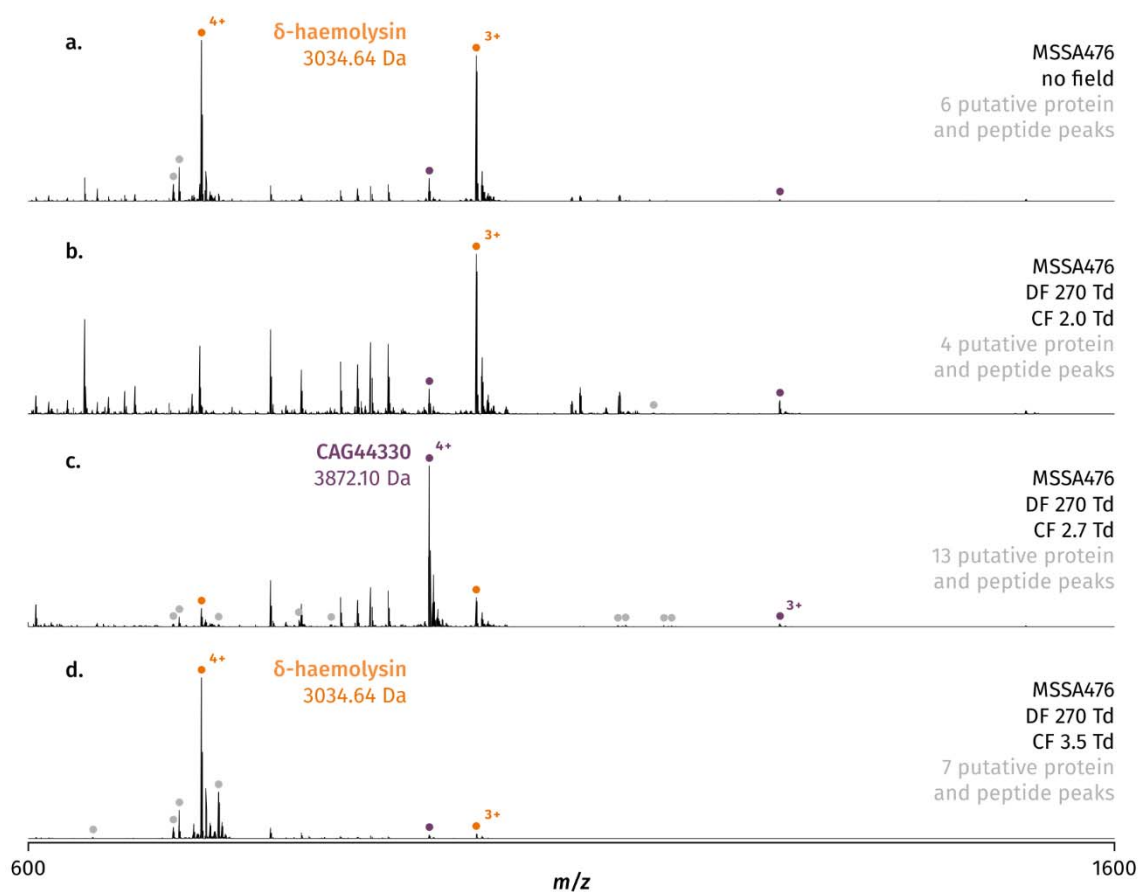 a.
4+
δ-haemolysin
3034.64 Da
3+
MSSA476
no field
6 putative protein
and peptide peaks
b.
3+
MSSA476
DF 270 Td
CF 2.0 Td
4 putative protein
and peptide peaks
c.
CAG44330
3872.10 Da
4+
3+
MSSA476
DF 270 Td
CF 2.7 Td
13 putative protein
and peptide peaks
d.
4+
δ-haemolysin
3034.64 Da
3+
MSSA476
DF 270 Td
CF 3.5 Td
7 putative protein
and peptide peaks
600
m/z
1600